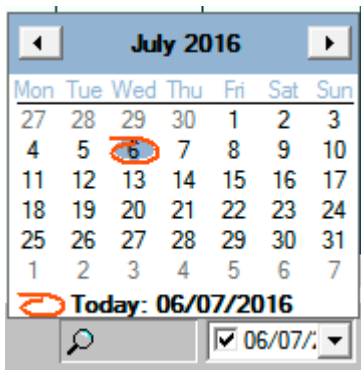 July 2016
Mon Tue Wed Thu Fri Sat Sun
27 28 29 30 1 2 3
4 5 6 7 8 9 10
11 12 13 14 15 16 17
18 19 20 21 22 23 24
25 26 27 28 29 30 31
1 2 3 4 5 6 7
Today: 06/07/2016
06/07/